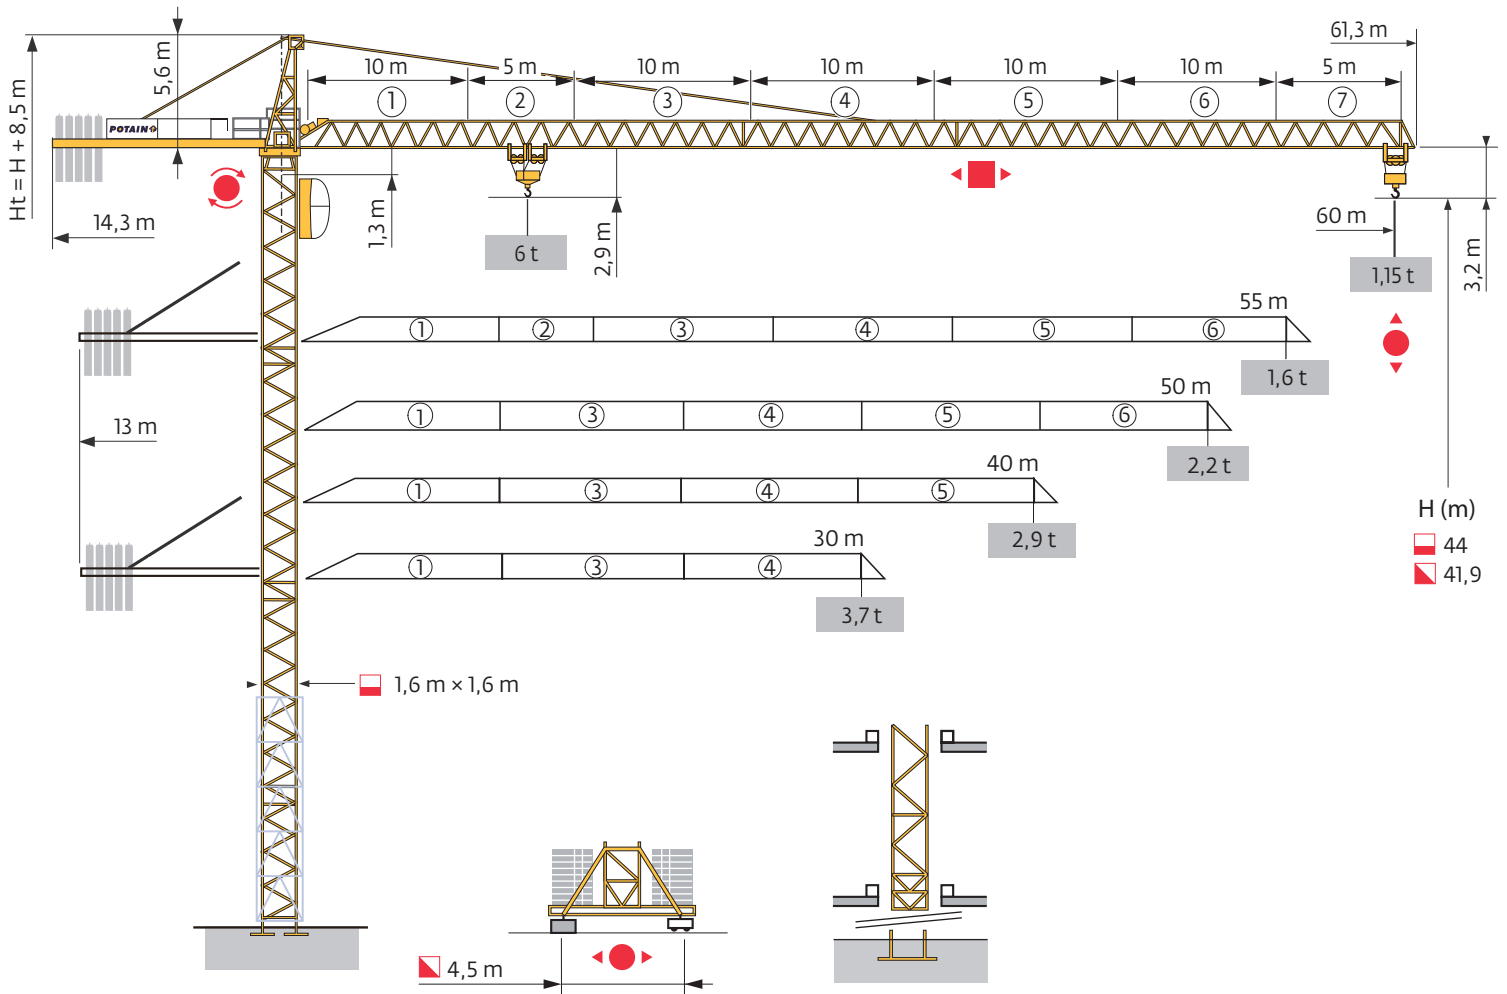 61,3 m
Ht = H + 8,5 m
5,6 m
10 m
5 m
10 m
10 m
10 m
10 m
5 m
1
2
3
4
5
6
7
POTAIN
14,3 m
1,3 m
6 t
2,9 m
60 m
1,15 t
3,2 m
55 m
1
2
3
4
5
6
1,6 t
50 m
13 m
1
3
4
5
6
2,2 t
40 m
1
3
4
5
2,9 t
H (m)
44
41,9
30 m
1
3
4
3,7 t
1,6 m × 1,6 m
4,5 m